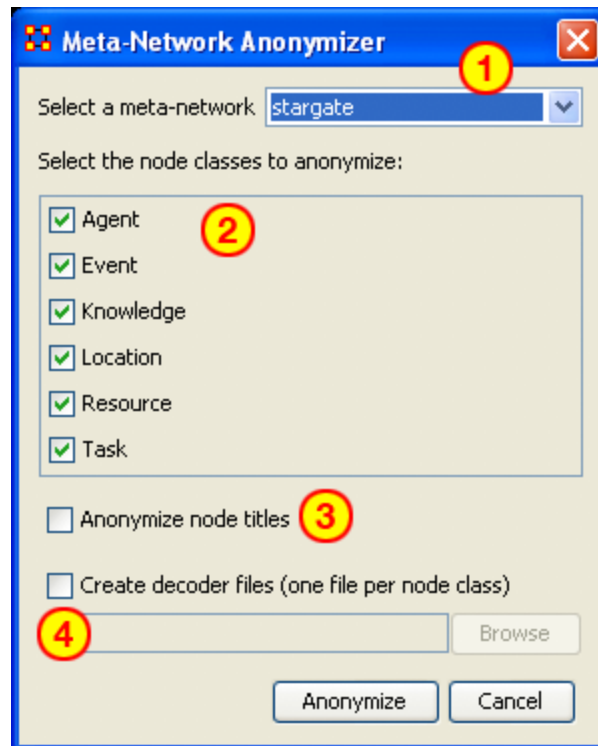 Meta-Network Anonymizer
1
Select a meta-network stargate
Select the node classes to anonymize:
Agent
2
Event
Knowledge
Location
Resource
Task
Anonymize node titles 3
Create decoder files (one file per node class)
4 Browse
Anonymize Cancel